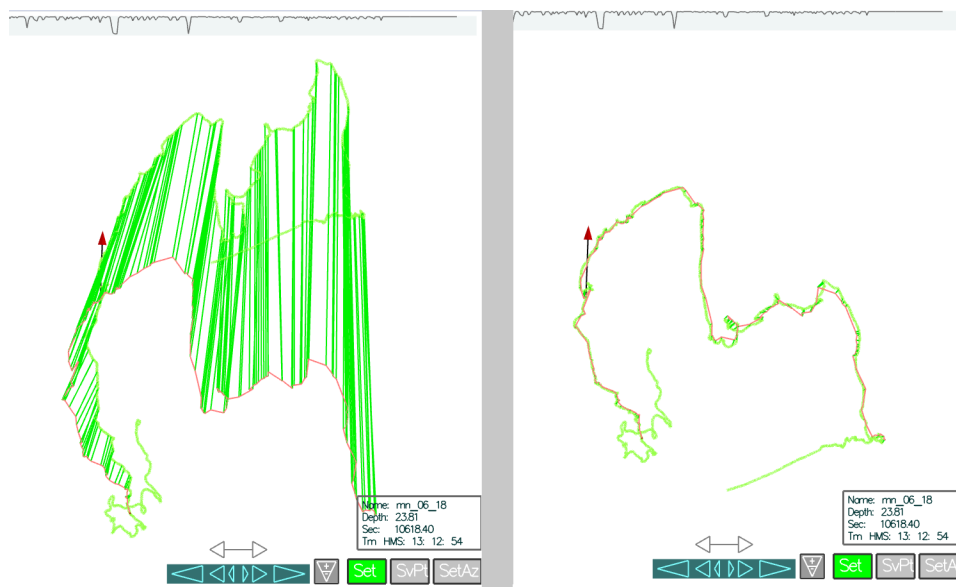 Name: mn_06_18
Depth: 23.81
Sec: 10618.40
Tm HMS: 13: 12: 54
Set SvPt SetAz
Name: mn_06_18
Depth: 23.81
Sec: 10618.40
Tm HMS: 13: 12: 54
Set SvPt SetA